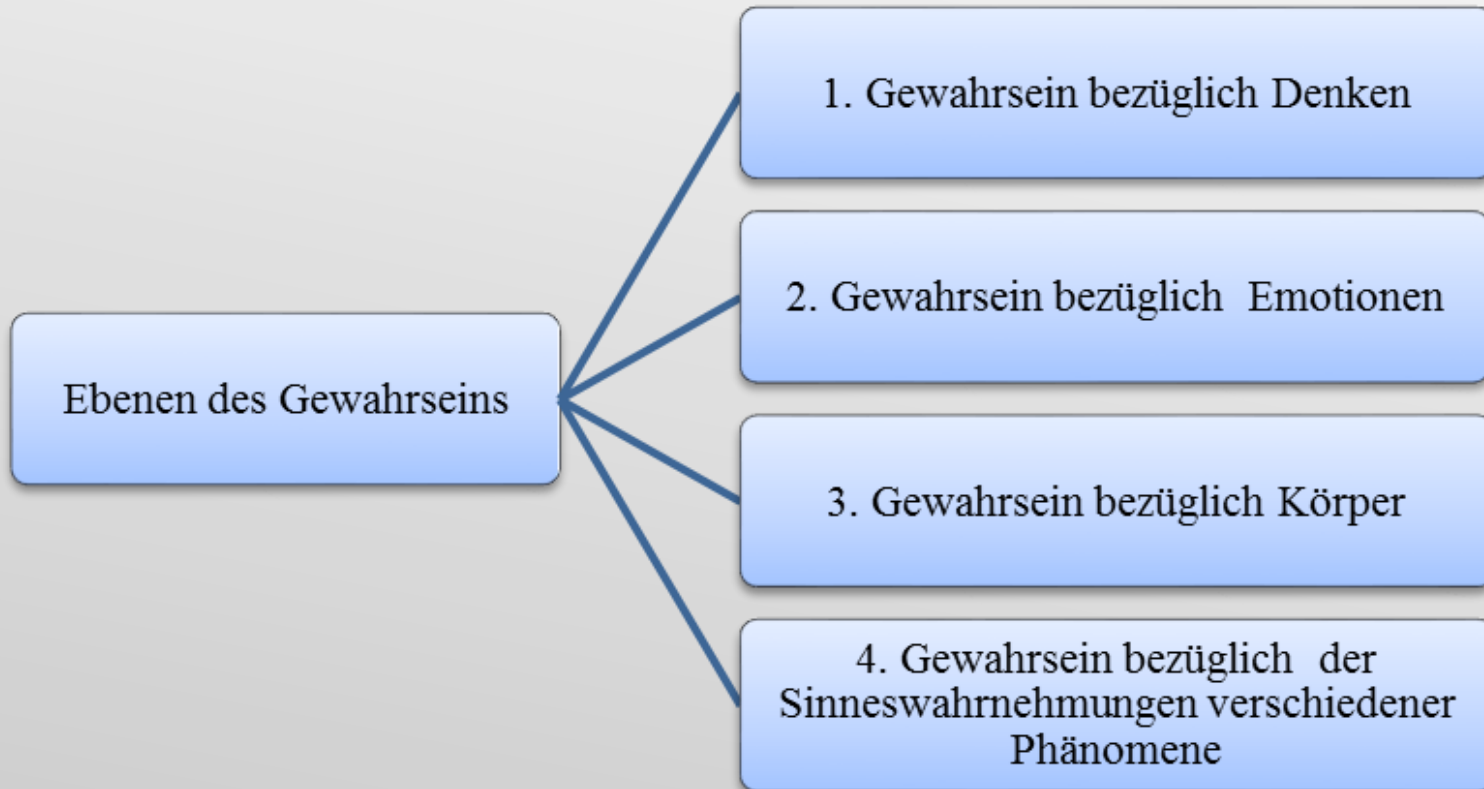 Ebenen des Gewahrseins
1. Gewahrsein bezüglich Denken
2. Gewahrsein bezüglich Emotionen
3. Gewahrsein bezüglich Körper
4. Gewahrsein bezüglich der
Sinneswahrnehmungen verschiedener
Phänomene